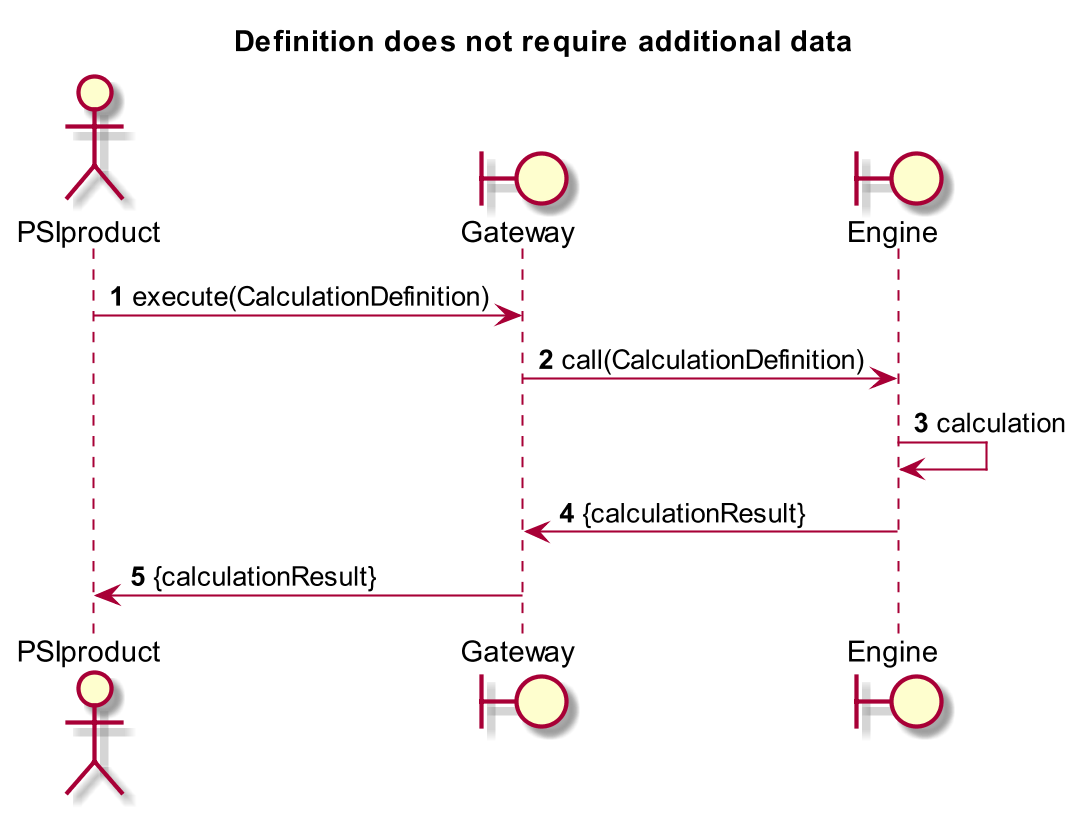 Definition does not require additional data
PSIproduct
Gateway
Engine
1 execute(CalculationDefinition)
2 call(CalculationDefinition)
3 calculation
4 {calculationResult}
5 {calculationResult}
PSIproduct
Gateway
Engine